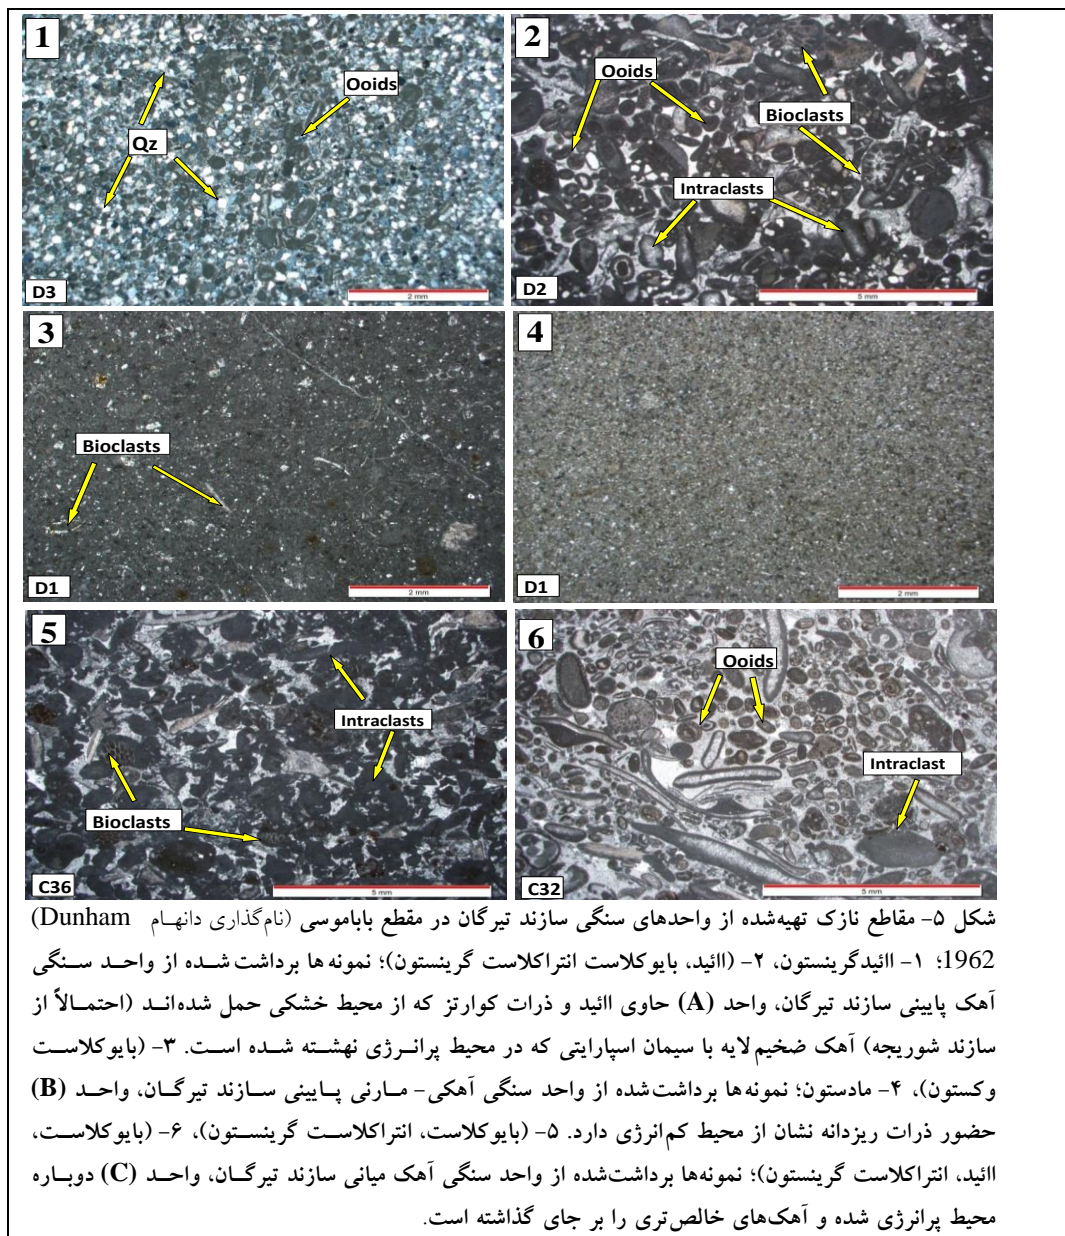 1
Ooids
Qz
D3
2 mm
2
Ooids
Bioclasts
Intraclasts
D2
5 mm
3
Bioclasts
D1
2 mm
4
D1
2 mm
5
Intraclasts
Bioclasts
C36
5 mm
6
Ooids
Intraclast
C32
5 mm
شکل ۵- مقاطع نازک تهیه‌شده از واحدهای سنگی سازند تیرگان در مقطع باباموسی (نام‌گذاری دانهام Dunham)
1962؛ ۱- اائیدگرینستون، ۲- (اائید، بایوکلاست انتراکلاست گرینستون)؛ نمونه ها برداشت شده از واحد سنگی
آهک پایینی سازند تیرگان، واحد (A) حاوی اائید و ذرات کوارتز که از محیط خشکی حمل شده‌اند (احتمالاً از
سازند شوریجه) آهک ضخیم لایه با سیمان اسپارایتی که در محیط پرانرژی نهشته شده است. ۳- (بایوکلاست
وکستون)، ۴- مادستون؛ نمونه‌ها برداشت‌شده از واحد سنگی آهکی- مارنی پایینی سازند تیرگان، واحد (B)
حضور ذرات ریزدانه نشان از محیط کم‌انرژی دارد. ۵- (بایوکلاست، انتراکلاست گرینستون)، ۶- (بایوکلاست،
اائید، انتراکلاست گرینستون)؛ نمونه‌ها برداشت‌شده از واحد سنگی آهک میانی سازند تیرگان، واحد (C) دوباره
محیط پرانرژی شده و آهک‌های خالص‌تری را بر جای گذاشته است.